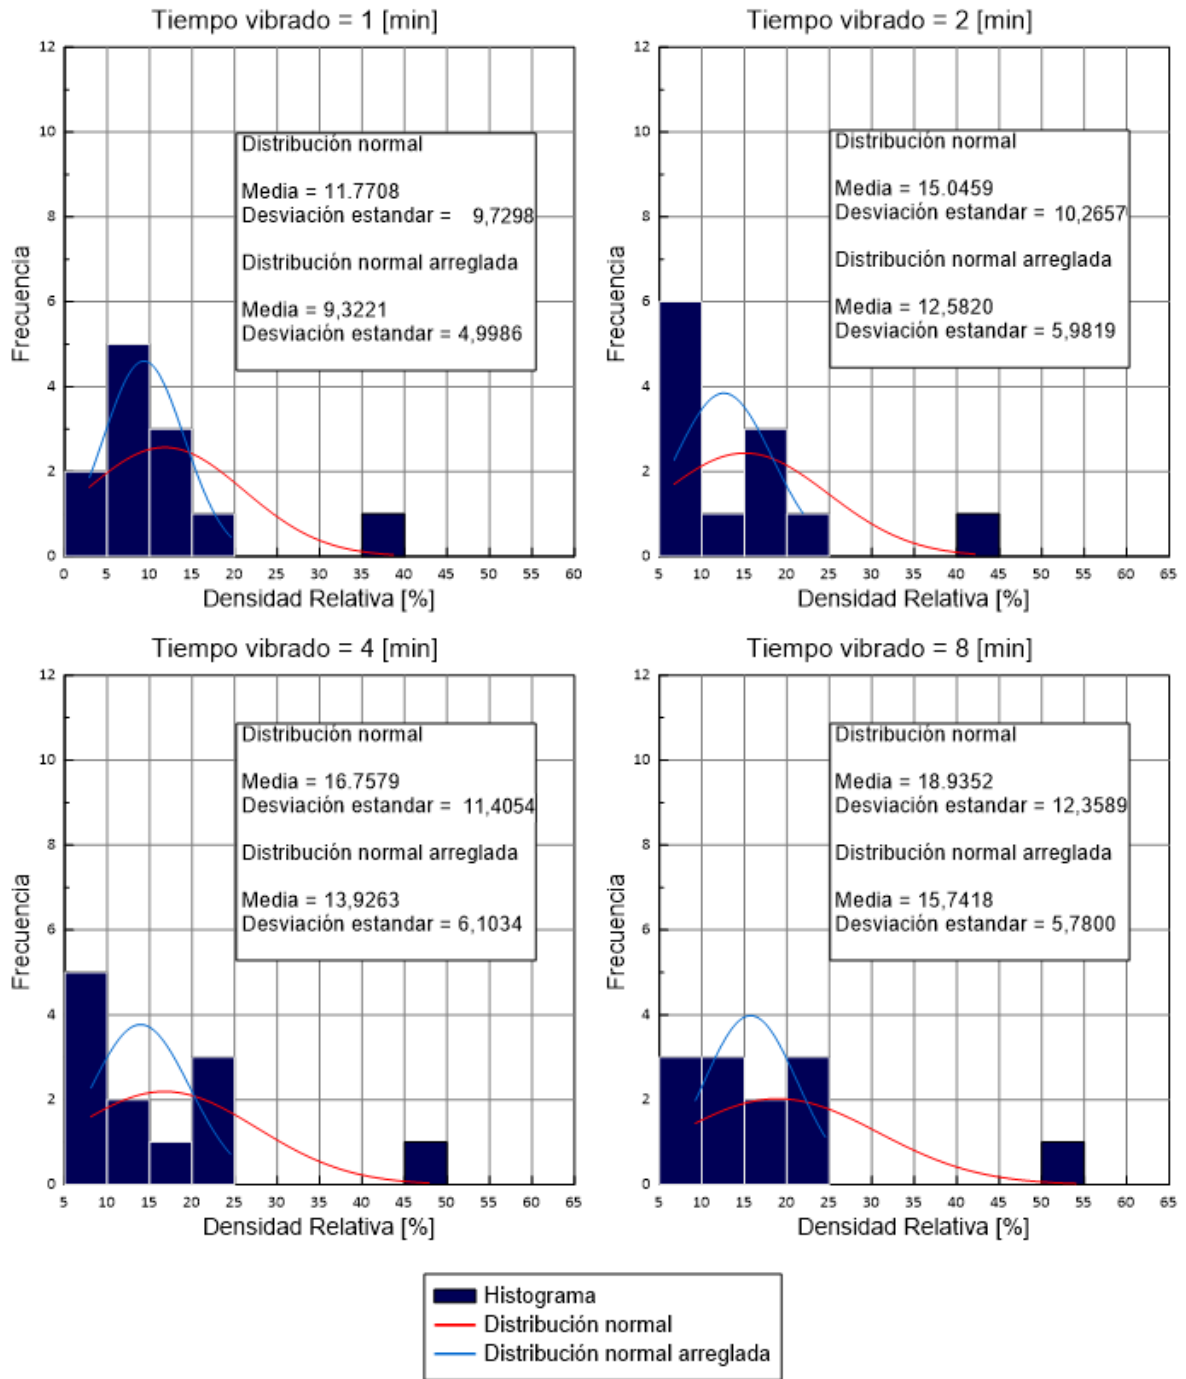 Tiempo vibrado = 1 [min]
Frecuencia
12
10
8
6
4
2
0
Distribución normal
Media = 11.7708
Desviación estandar = 9,7298
Distribución normal arreglada
Media = 9,3221
Desviación estandar = 4,9986
0 5 10 15 20 25 30 35 40 45 50 55 60
Densidad Relativa [%]
Tiempo vibrado = 2 [min]
Frecuencia
12
10
8
6
4
2
0
Distribución normal
Media = 15.0459
Desviación estandar = 10,2657
Distribución normal arreglada
Media = 12,5820
Desviación estandar = 5,9819
5 10 15 20 25 30 35 40 45 50 55 60 65
Densidad Relativa [%]
Tiempo vibrado = 4 [min]
Frecuencia
12
10
8
6
4
2
0
Distribución normal
Media = 16.7579
Desviación estandar = 11,4054
Distribución normal arreglada
Media = 13,9263
Desviación estandar = 6,1034
5 10 15 20 25 30 35 40 45 50 55 60 65
Densidad Relativa [%]
Tiempo vibrado = 8 [min]
Frecuencia
12
10
8
6
4
2
0
Distribución normal
Media = 18.9352
Desviación estandar = 12,3589
Distribución normal arreglada
Media = 15,7418
Desviación estandar = 5,7800
5 10 15 20 25 30 35 40 45 50 55 60 65
Densidad Relativa [%]
Histograma
Distribución normal
Distribución normal arreglada